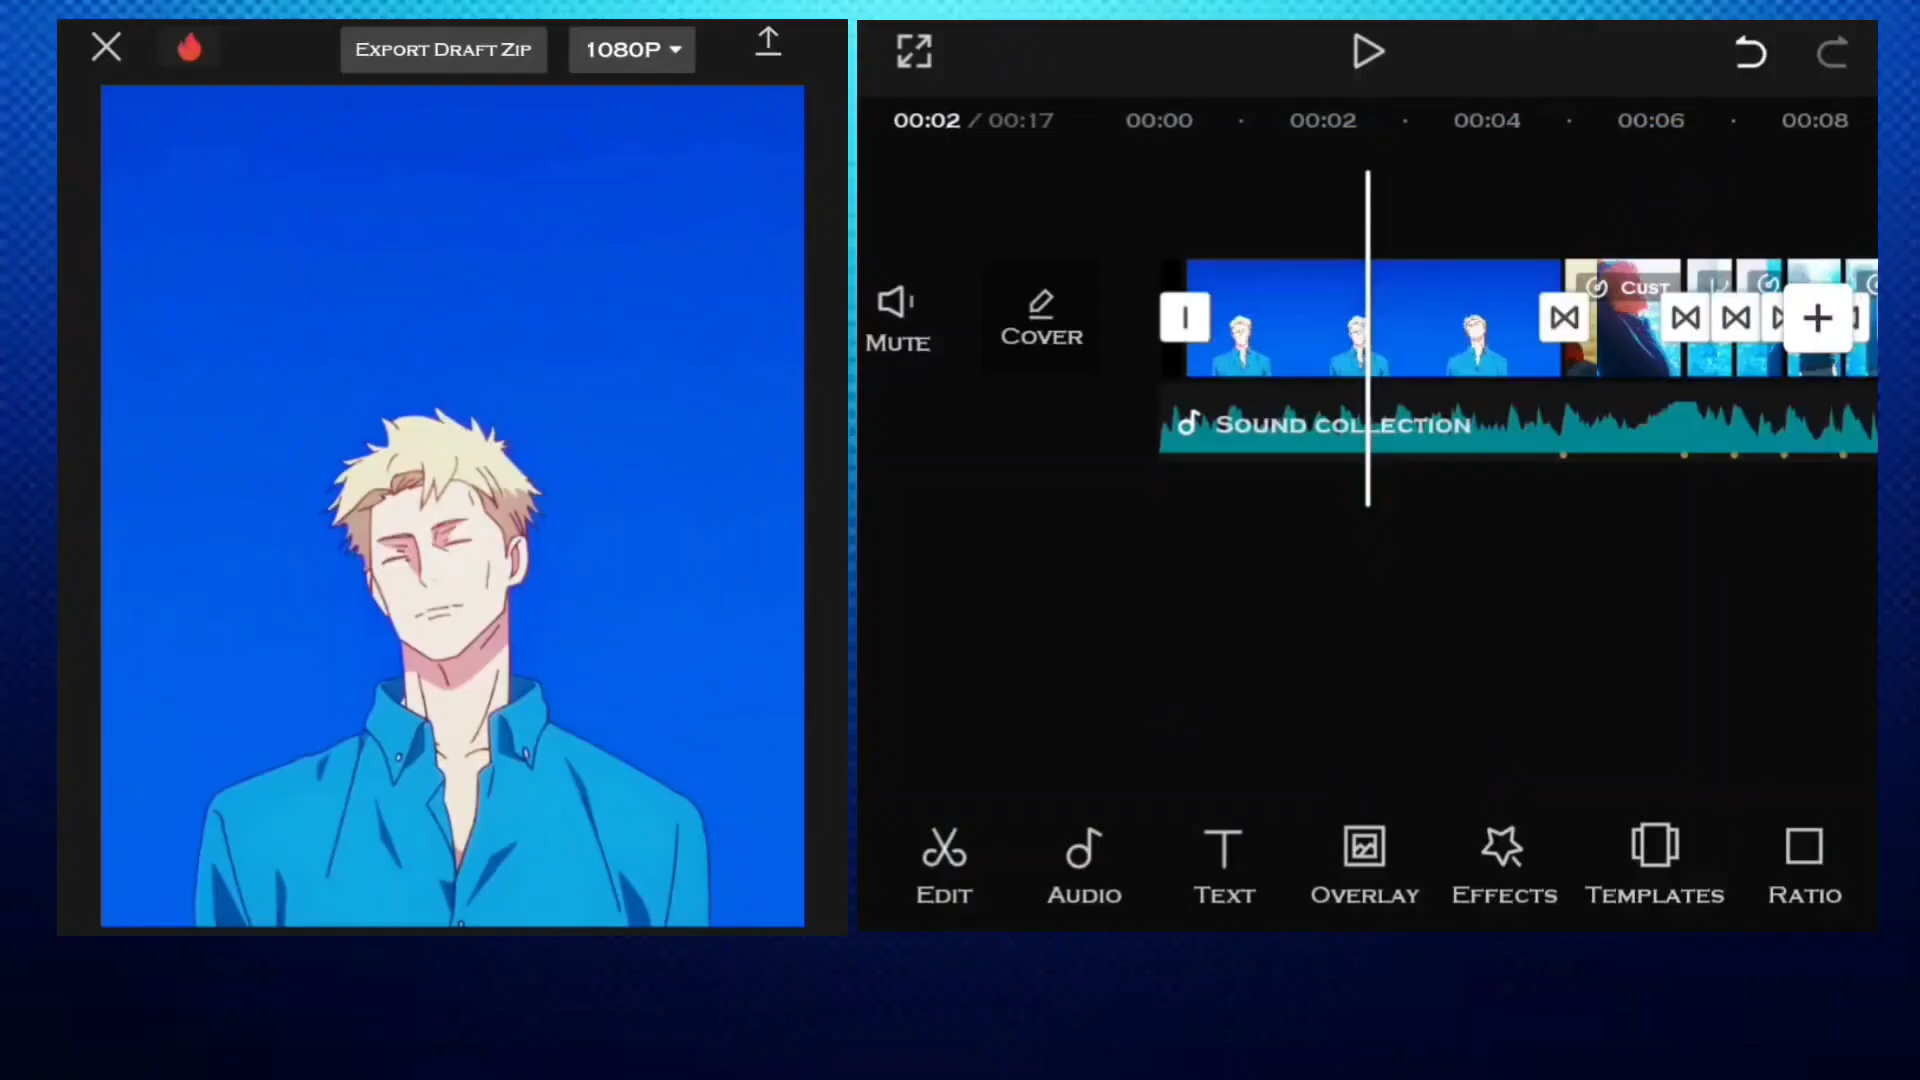 Export Draft Zip
1080P
00:02 / 00:17
00:00
00:02
00:04
00:06
00:08
Mute
Cover
Cust
Sound collection
Edit
Audio
Text
Overlay
Effects
Templates
Ratio